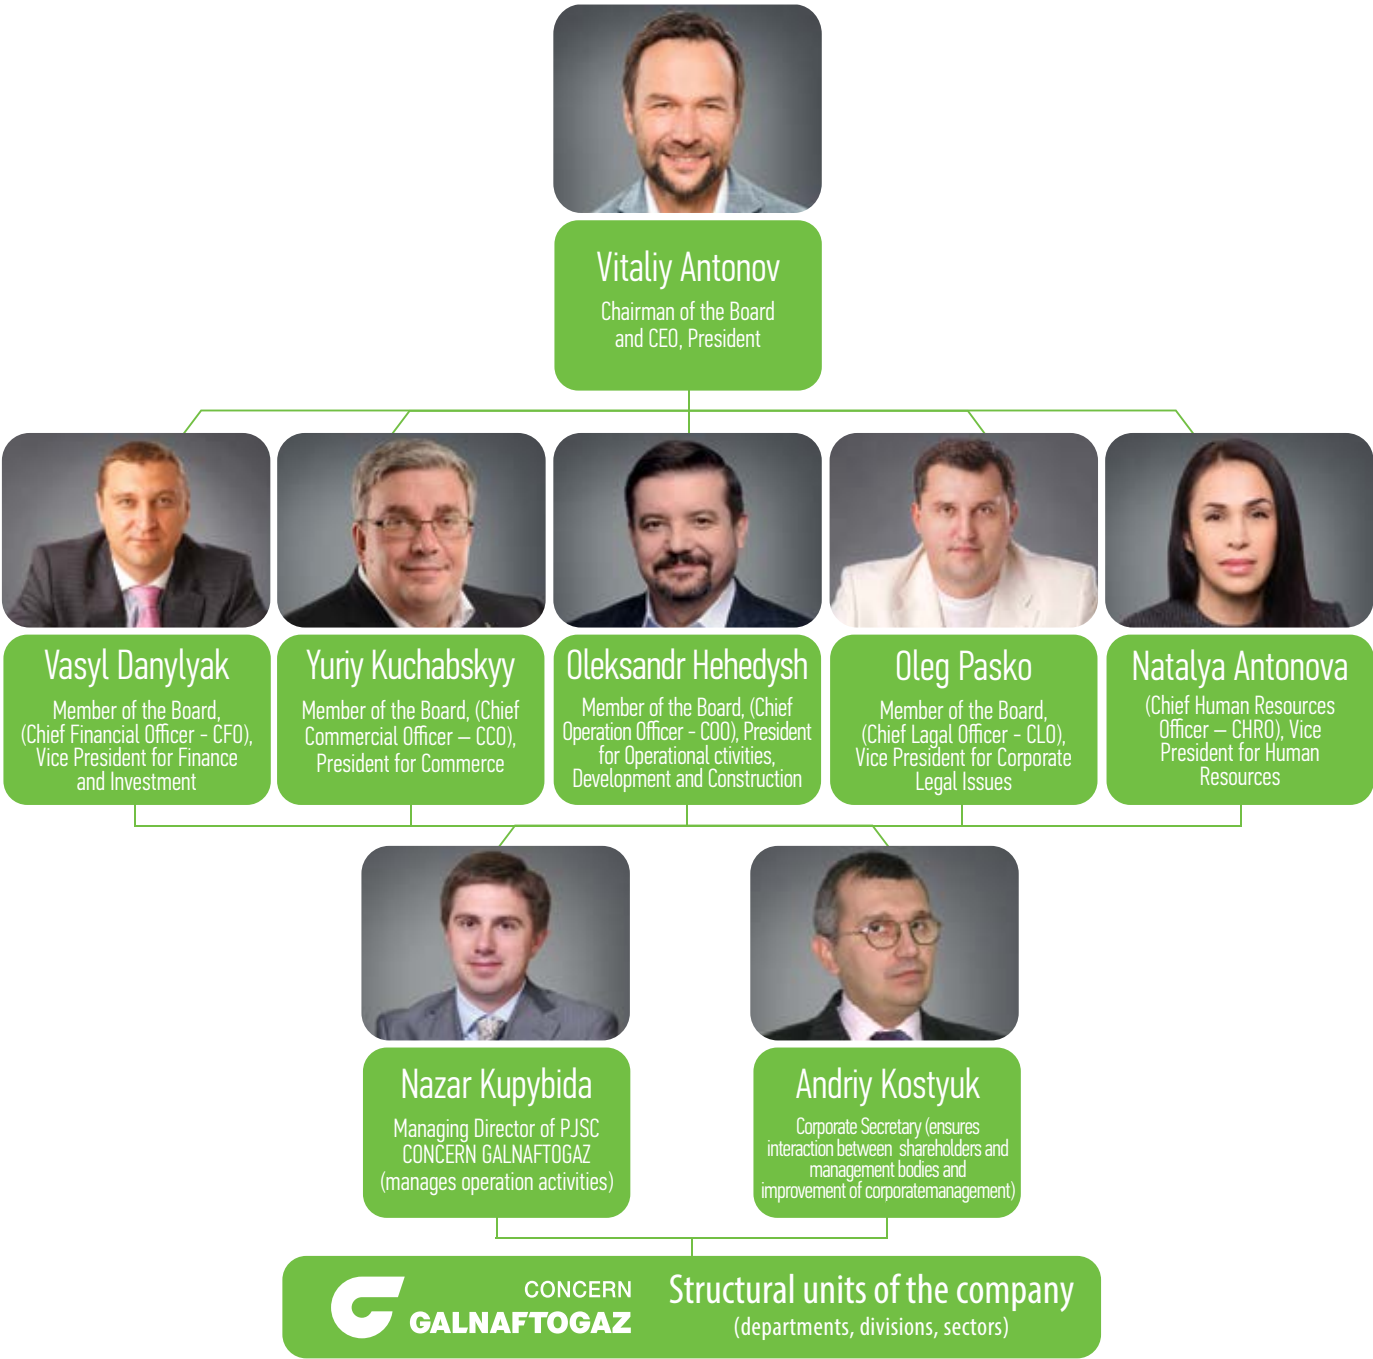 Vitaliy Antonov
Chairman of the Board
and CEO, President
Vasyl Danylyak
Member of the Board,
(Chief Financial Officer - CFO),
Vice President for Finance
and Investment
Yuriy Kuchabskyy
Member of the Board, (Chief
Commercial Officer – CCO),
President for Commerce
Oleksandr Hehedysh
Member of the Board, (Chief
Operation Officer - COO), President
for Operational ctivities,
Development and Construction
Oleg Pasko
Member of the Board,
(Chief Lagal Officer - CLO),
Vice President for Corporate
Legal Issues
Natalya Antonova
(Chief Human Resources
Officer – CHRO), Vice
President for Human
Resources
Nazar Kupybida
Managing Director of PJSC
CONCERN GALNAFTOGAZ
(manages operation activities)
Andriy Kostyuk
Corporate Secretary (ensures
interaction between shareholders and
management bodies and
improvement of corporatemanagement)
CONCERN
GALNAFTOGAZ
Structural units of the company
(departments, divisions, sectors)